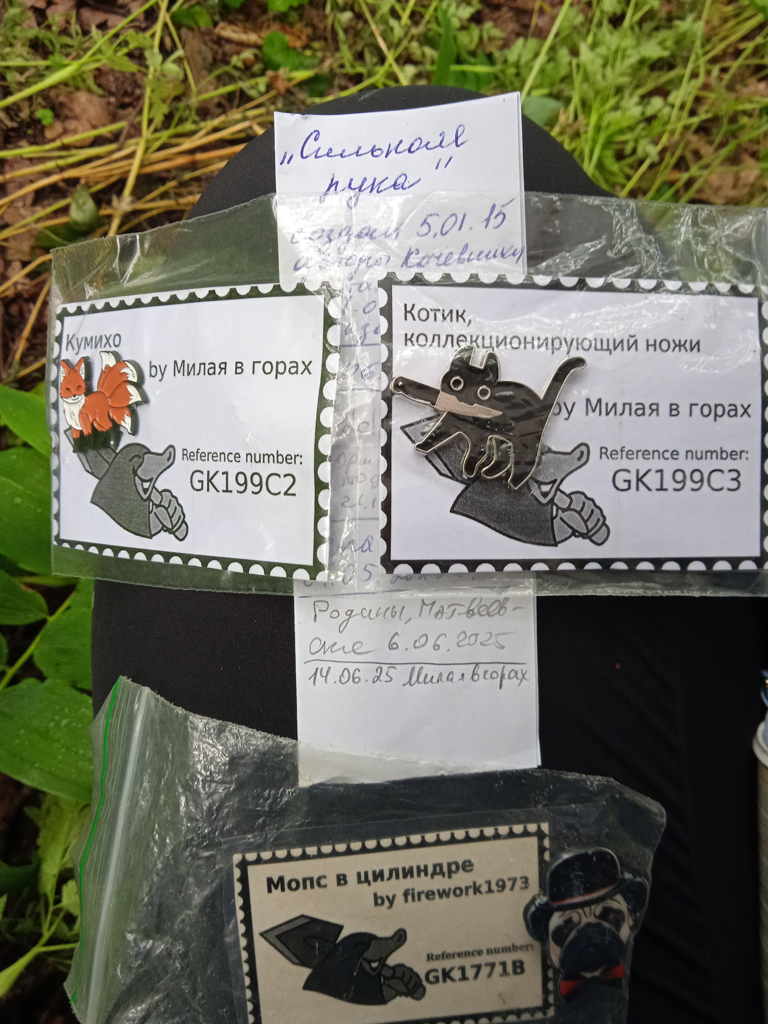 „Сильная
рука"
создан 5.01.15
Кочевнику
Кумихо
by Милая в горах
Reference number:
GK199C2
Котик,
коллекционирующий ножи
by Милая в горах
Reference number:
GK199C3
Родины,
6.06.2025
14.06.25 Милая в горах
Мопс в цилиндре
by firework1973
Reference number:
GK1771B